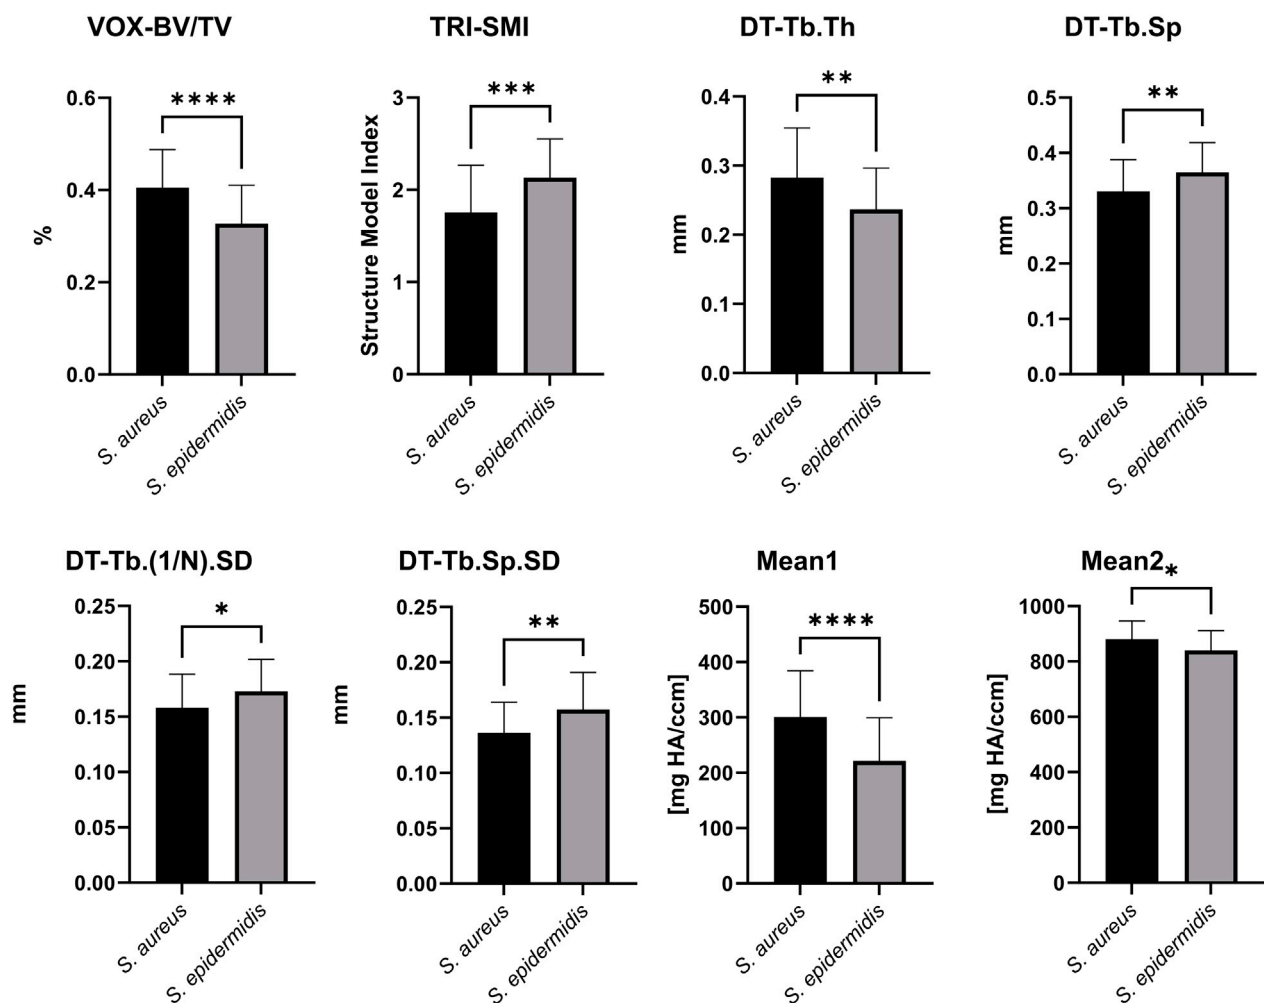 VOX-BV/TV
****
%
0.6
0.4
0.2
0.0
S. aureus
S. epidermidis
TRI-SMI
***
Structure Model Index
3
2
1
0
S. aureus
S. epidermidis
DT-Tb.Th
**
mm
0.4
0.3
0.2
0.1
0.0
S. aureus
S. epidermidis
DT-Tb.Sp
**
mm
0.5
0.4
0.3
0.2
0.1
0.0
S. aureus
S. epidermidis
DT-Tb.(1/N).SD
*
mm
0.25
0.20
0.15
0.10
0.05
0.00
S. aureus
S. epidermidis
DT-Tb.Sp.SD
**
mm
0.25
0.20
0.15
0.10
0.05
0.00
S. aureus
S. epidermidis
Mean1
****
[mg HA/ccm]
500
400
300
200
100
0
S. aureus
S. epidermidis
Mean2
*
[mg HA/ccm]
1000
800
600
400
200
0
S. aureus
S. epidermidis